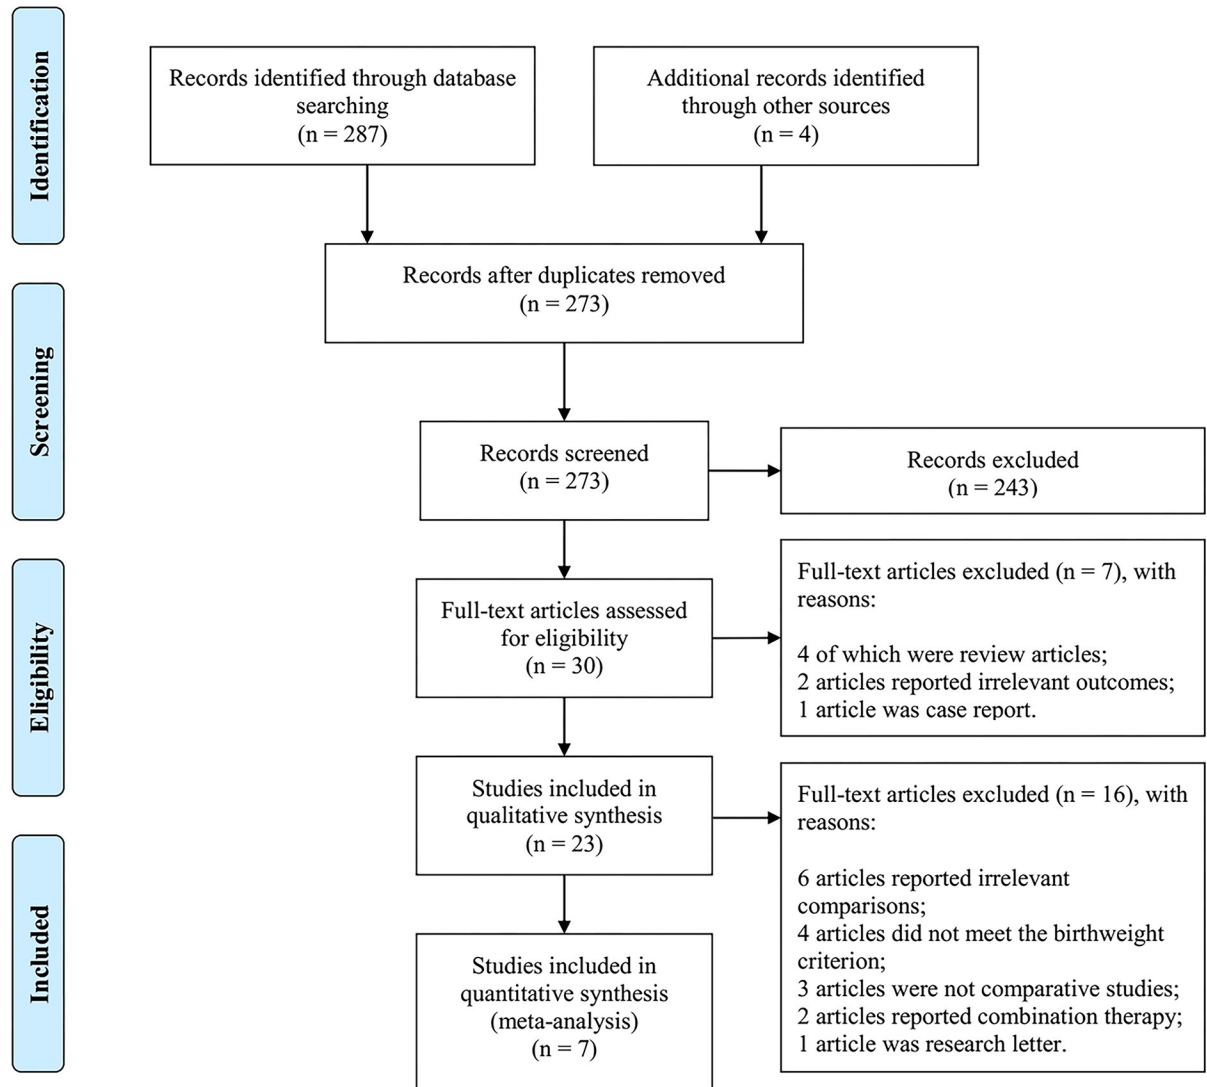 Identification
Records identified through database
searching
(n = 287)
Additional records identified
through other sources
(n = 4)
Records after duplicates removed
(n = 273)
Screening
Records screened
(n = 273)
Records excluded
(n = 243)
Eligibility
Full-text articles assessed
for eligibility
(n = 30)
Full-text articles excluded (n = 7), with
reasons:
4 of which were review articles;
2 articles reported irrelevant outcomes;
1 article was case report.
Studies included in
qualitative synthesis
(n = 23)
Full-text articles excluded (n = 16), with
reasons:
6 articles reported irrelevant
comparisons;
4 articles did not meet the birthweight
criterion;
3 articles were not comparative studies;
2 articles reported combination therapy;
1 article was research letter.
Included
Studies included in
quantitative synthesis
(meta-analysis)
(n = 7)